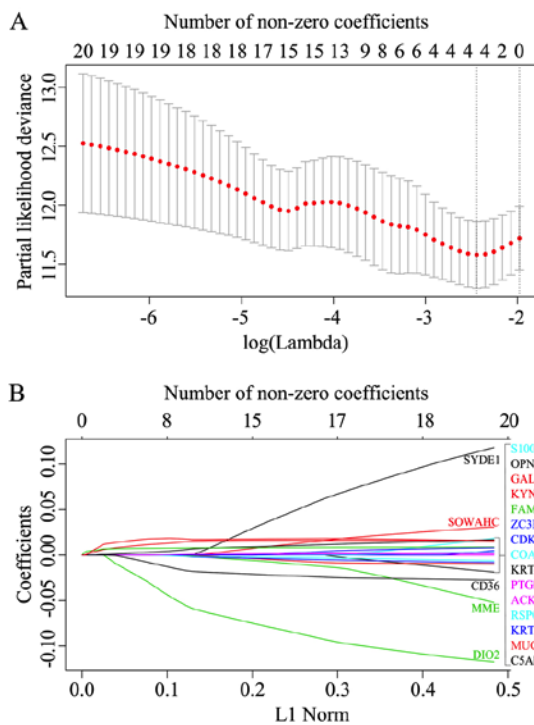 A
Number of non-zero coefficients
20 19 19 19 18 18 18 17 15 15 13 9 8 6 6 4 4 4 4 2 0
Partial likelihood deviance
13.0
12.5
12.0
11.5
-6 -5 -4 -3 -2
log(Lambda)
B
Number of non-zero coefficients
0 8 10 15 17 18 20
Coefficients
0.10
0.05
0.00
-0.05
-0.10
SYDE1
SOWAHC
CD36
MME
DIO2
S100
OPN
GAL
KYN
FAM
ZC3
CDK
COA
KRT
PTG
ACK
RSP
KRT
MUC
C5A
0.0 0.1 0.2 0.3 0.4 0.5
L1 Norm